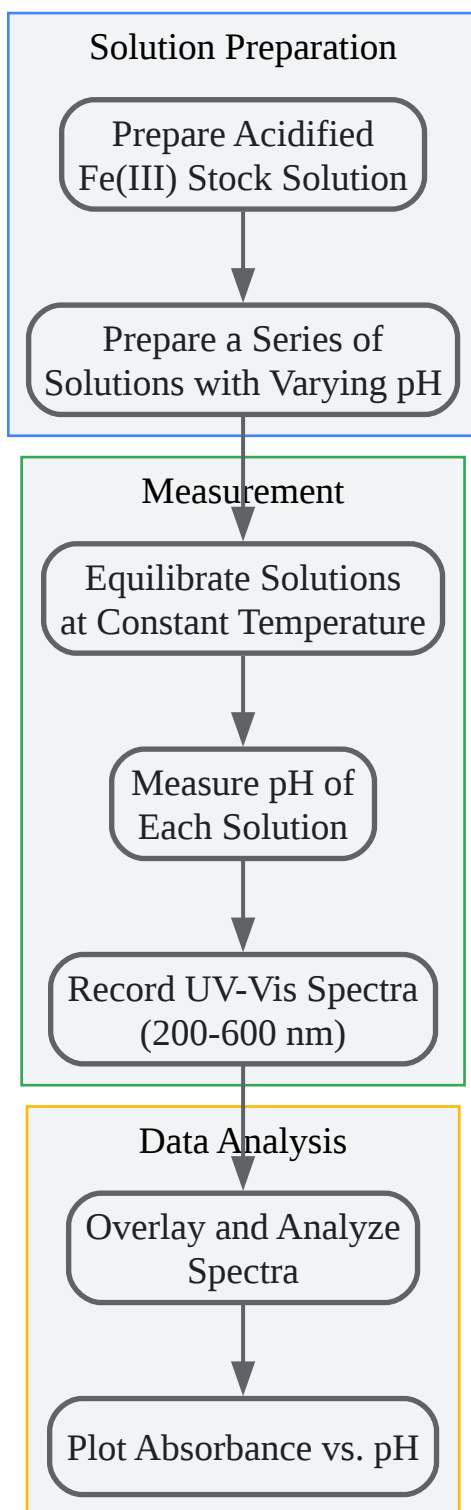 Solution Preparation
Prepare Acidified
Fe(III) Stock Solution
Prepare a Series of
Solutions with Varying pH
Measurement
Equilibrate Solutions
at Constant Temperature
Measure pH of
Each Solution
Record UV-Vis Spectra
(200-600 nm)
Data Analysis
Overlay and Analyze
Spectra
Plot Absorbance vs. pH